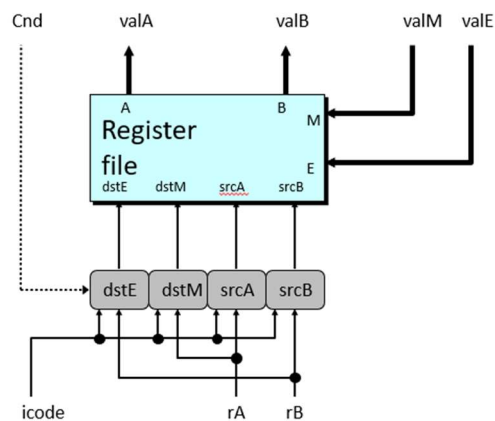 Cnd valA valB valM valE
A B
M
Register
file
E
dstE dstM srcA srcB
dstE dstM srcA srcB
icode rA rB